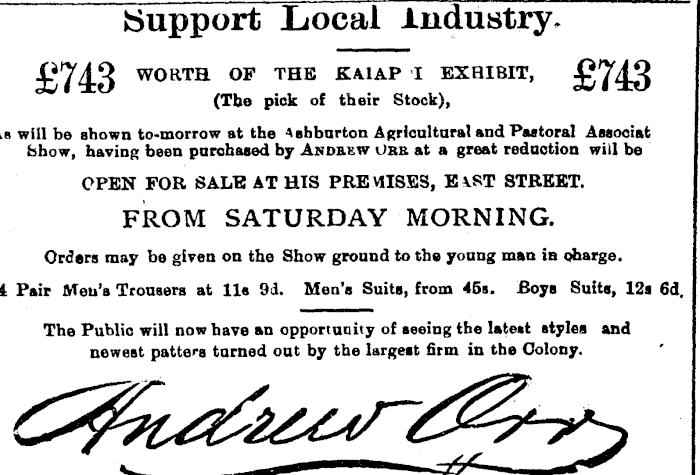 Support Local Industry.
£743 WORTH OF THE KAIAP I EXHIBIT, £743
(The pick of their Stock),
As will be shown to-morrow at the Ashburton Agricultural and Pastoral Associat
Show, having been purchased by ANDREW ORR at a great reduction will be
OPEN FOR SALE AT HIS PREMISES, EAST STREET.
FROM SATURDAY MORNING.
Orders may be given on the Show ground to the young man in charge.
4 Pair Men's Trousers at 11s 9d. Men's Suits, from 45s. Boys Suits, 12s 6d.
The Public will now have an opportunity of seeing the latest styles and
newest patters turned out by the largest firm in the Colony.
Andrew Orr